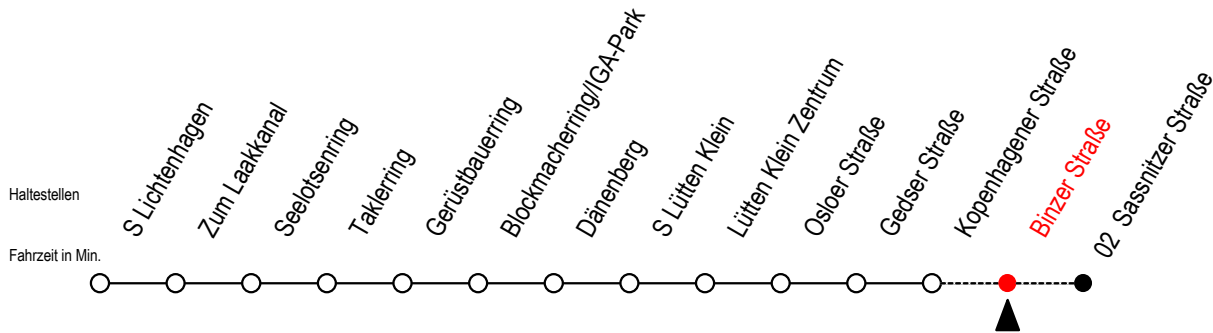 S Lichtenhagen
Zum Laakkanal
Seelotsenring
Taklerring
Gerüstbauerring
Blockmacherring/IGA-Park
Dänenberg
S Lütten Klein
Lütten Klein Zentrum
Osloer Straße
Gedser Straße
Kopenhagener Straße
Binzer Straße
02 Sassnitzer Straße
Haltestellen
Fahrzeit in Min.